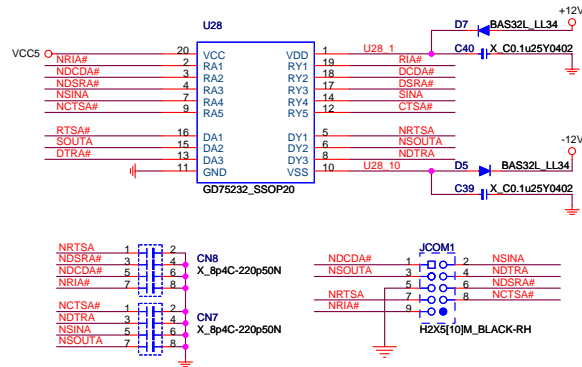 +12V
U28
D7
BAS32L_LL34
VCC5
20
VCC
VDD
1
U28_1
C40
X_C0.1u25Y0402
NRIA#
2
RA1
RY1
19
RIA#
NDCDA#
3
RA2
RY2
18
DCDA#
NDSRA#
4
RA3
RY3
17
DSRA#
NSINA
7
RA4
RY4
14
SINA
NCTSA#
9
RA5
RY5
12
CTSA#
-12V
RTSA#
16
DA1
DY1
5
NRTSA
SOUTA
15
DA2
DY2
6
NSOUTA
DTRA#
13
DA3
DY3
8
NDTRA
11
GND
VSS
10
U28_10
D5
BAS32L_LL34
GD75232_SSOP20
C39
X_C0.1u25Y0402
NRTSA
1
2
NDSRA#
3
4
NDCDA#
5
6
NRIA#
7
8
CN8
X_8p4C-220p50N
NCTSA#
1
2
NDTRA
3
4
NSINA
5
6
NSOUTA
7
8
CN7
X_8p4C-220p50N
JCOM1
NDCDA#
1
2
NSINA
NSOUTA
3
4
NDTRA
5
6
NDSRA#
NRTSA
7
8
NCTSA#
NRIA#
9
H2X5[10]M_BLACK-RH